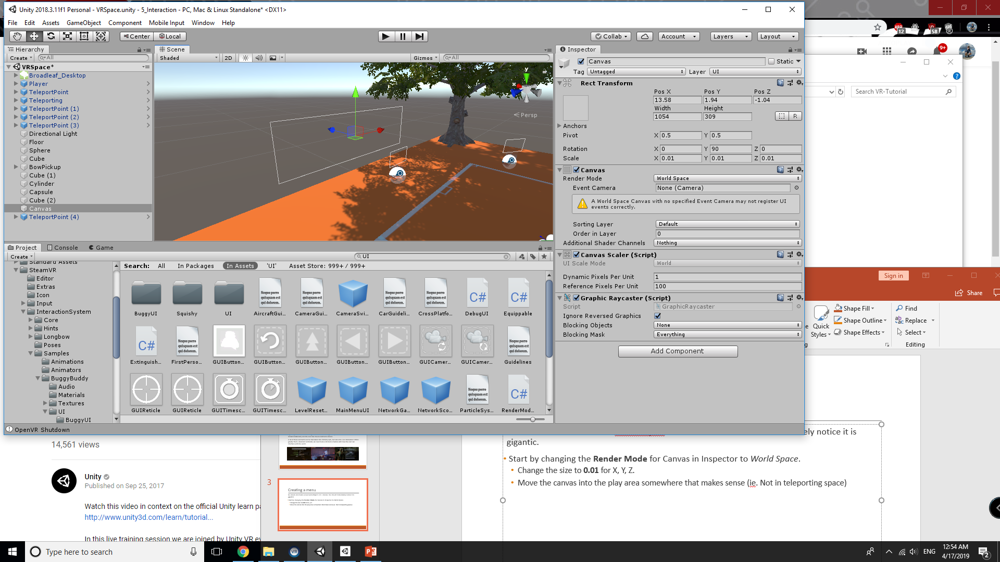 Unity 2018.3.11f1 Personal - VRSpace.unity - 5_Interaction - PC, Mac & Linux Standalone* <DX11>
File Edit Assets GameObject Component Mobile Input Window Help
Center Local
Collab Account Layers Layout
Hierarchy
Create All
VRSpace*
Broadleaf_Desktop
Player
TeleportPoint
Teleporting
TeleportPoint (1)
TeleportPoint (2)
TeleportPoint (3)
Directional Light
Floor
Sphere
Cube
BowPickup
Cube (1)
Cylinder
Capsule
Cube (2)
Canvas
TeleportPoint (4)
Scene
Shaded 2D Gizmos All
y
x
Persp
Inspector
Canvas Static
Tag Untagged Layer UI
Rect Transform
Pos X Pos Y Pos Z
13.58 1.94 -1.04
Width Height
1054 309
R
Anchors
Pivot X 0.5 Y 0.5
Rotation X 0 Y 90 Z 0
Scale X 0.01 Y 0.01 Z 0.01
Canvas
Render Mode World Space
Event Camera None (Camera)
A World Space Canvas with no specified Event Camera may not register UI
events correctly.
Sorting Layer Default
Order in Layer 0
Additional Shader Channels Nothing
Canvas Scaler (Script)
UI Scale Mode World
Dynamic Pixels Per Unit 1
Reference Pixels Per Unit 100
Graphic Raycaster (Script)
Script GraphicRaycaster
Ignore Reversed Graphics
Blocking Objects None
Blocking Mask Everything
Add Component
Project Console Game
Create UI
Standard Assets
SteamVR
Editor
Extras
Icon
Input
InteractionSystem
Core
Hints
Longbow
Poses
Samples
Animations
Animators
BuggyBuddy
Audio
Materials
Textures
UI
BuggyUI
Search: All In Packages In Assets 'UI' Asset Store: 999+ / 999+
BuggyUI Squishy UI AircraftGui... CameraGui... CameraSwi... CarGuideli... CrossPlatfo... DebugUI Equippable
Extinguish... FirstPerso... GUIButton... GUIButton... GUIButton... GUIButton... GUIButton... GUICamer... GUICamer... Guidelines
GUIReticle GUIReticle GUITimesc... GUITimesc... LevelReset... MainMenuUI NetworkGa... NetworkSco... ParticleSys... RenderMod...
OpenVR Shutdown
12
58
9+
Search VR-Tutorial
Sign in
Share
Quick
Styles
Shape Fill
Shape Outline
Shape Effects
Find
Replace
Select
Editing
14,561 views
Unity
Published on Sep 25, 2017
Watch this video in context on the official Unity learn pa
http://www.unity3d.com/learn/tutorial...
In this live training session we are joined by Unity VR ev
3
Creating a menu
ely notice it is
gigantic.
• Start by changing the Render Mode for Canvas in Inspector to World Space.
• Change the size to 0.01 for X, Y, Z.
• Move the canvas into the play area somewhere that makes sense (ie. Not in teleporting space)
Type here to search
ENG
12:54 AM
4/17/2019
2